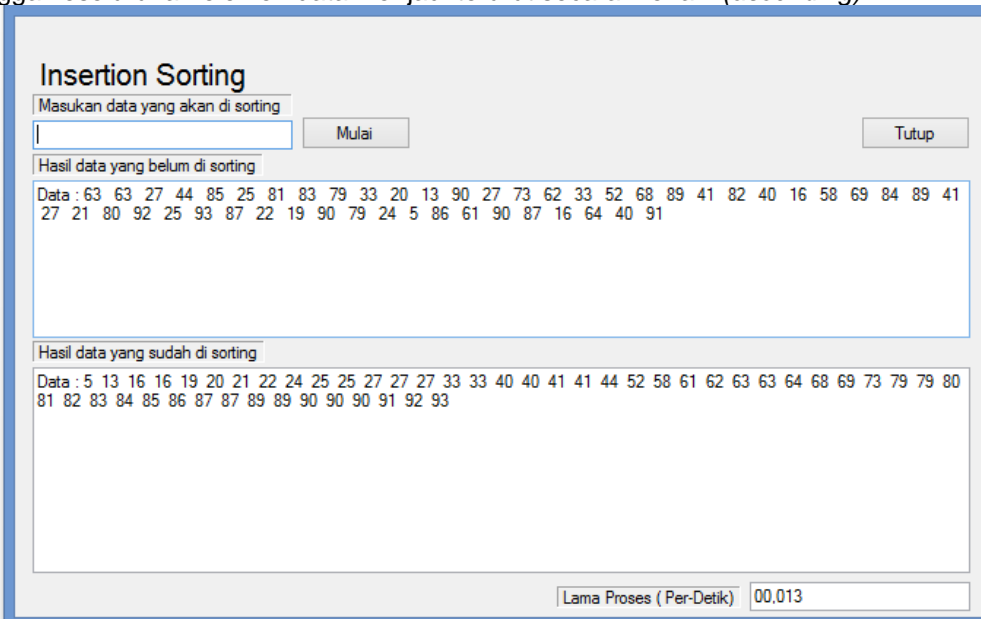 data
(ascending)
Insertion Sorting
Masukan data yang akan di sorting
Mulai
Tutup
Hasil data yang belum di sorting
Data : 63 63 27 44 85 25 81 83 79 33 20 13 90 27 73 62 33 52 68 89 41 82 40 16 58 69 84 89 41
27 21 80 92 25 93 87 22 19 90 79 24 5 86 61 90 87 16 64 40 91
Hasil data yang sudah di sorting
Data : 5 13 16 16 19 20 21 22 24 25 25 27 27 27 33 33 40 40 41 41 44 52 58 61 62 63 63 64 68 69 73 79 79 80
81 82 83 84 85 86 87 87 89 89 90 90 90 91 92 93
Lama Proses ( Per-Detik)
00,013